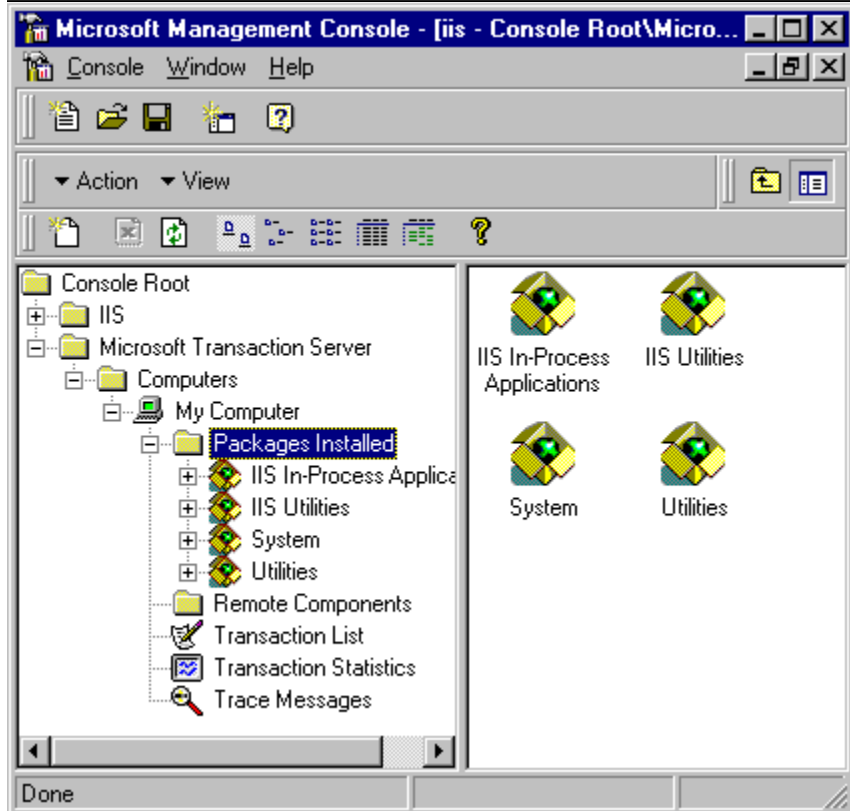 Microsoft Management Console - [iis - Console Root\Micro...
Console Window Help
Action View
Console Root
IIS
Microsoft Transaction Server
Computers
My Computer
Packages Installed
IIS In-Process Applica
IIS Utilities
System
Utilities
Remote Components
Transaction List
Transaction Statistics
Trace Messages
IIS In-Process
Applications
IIS Utilities
System
Utilities
Done